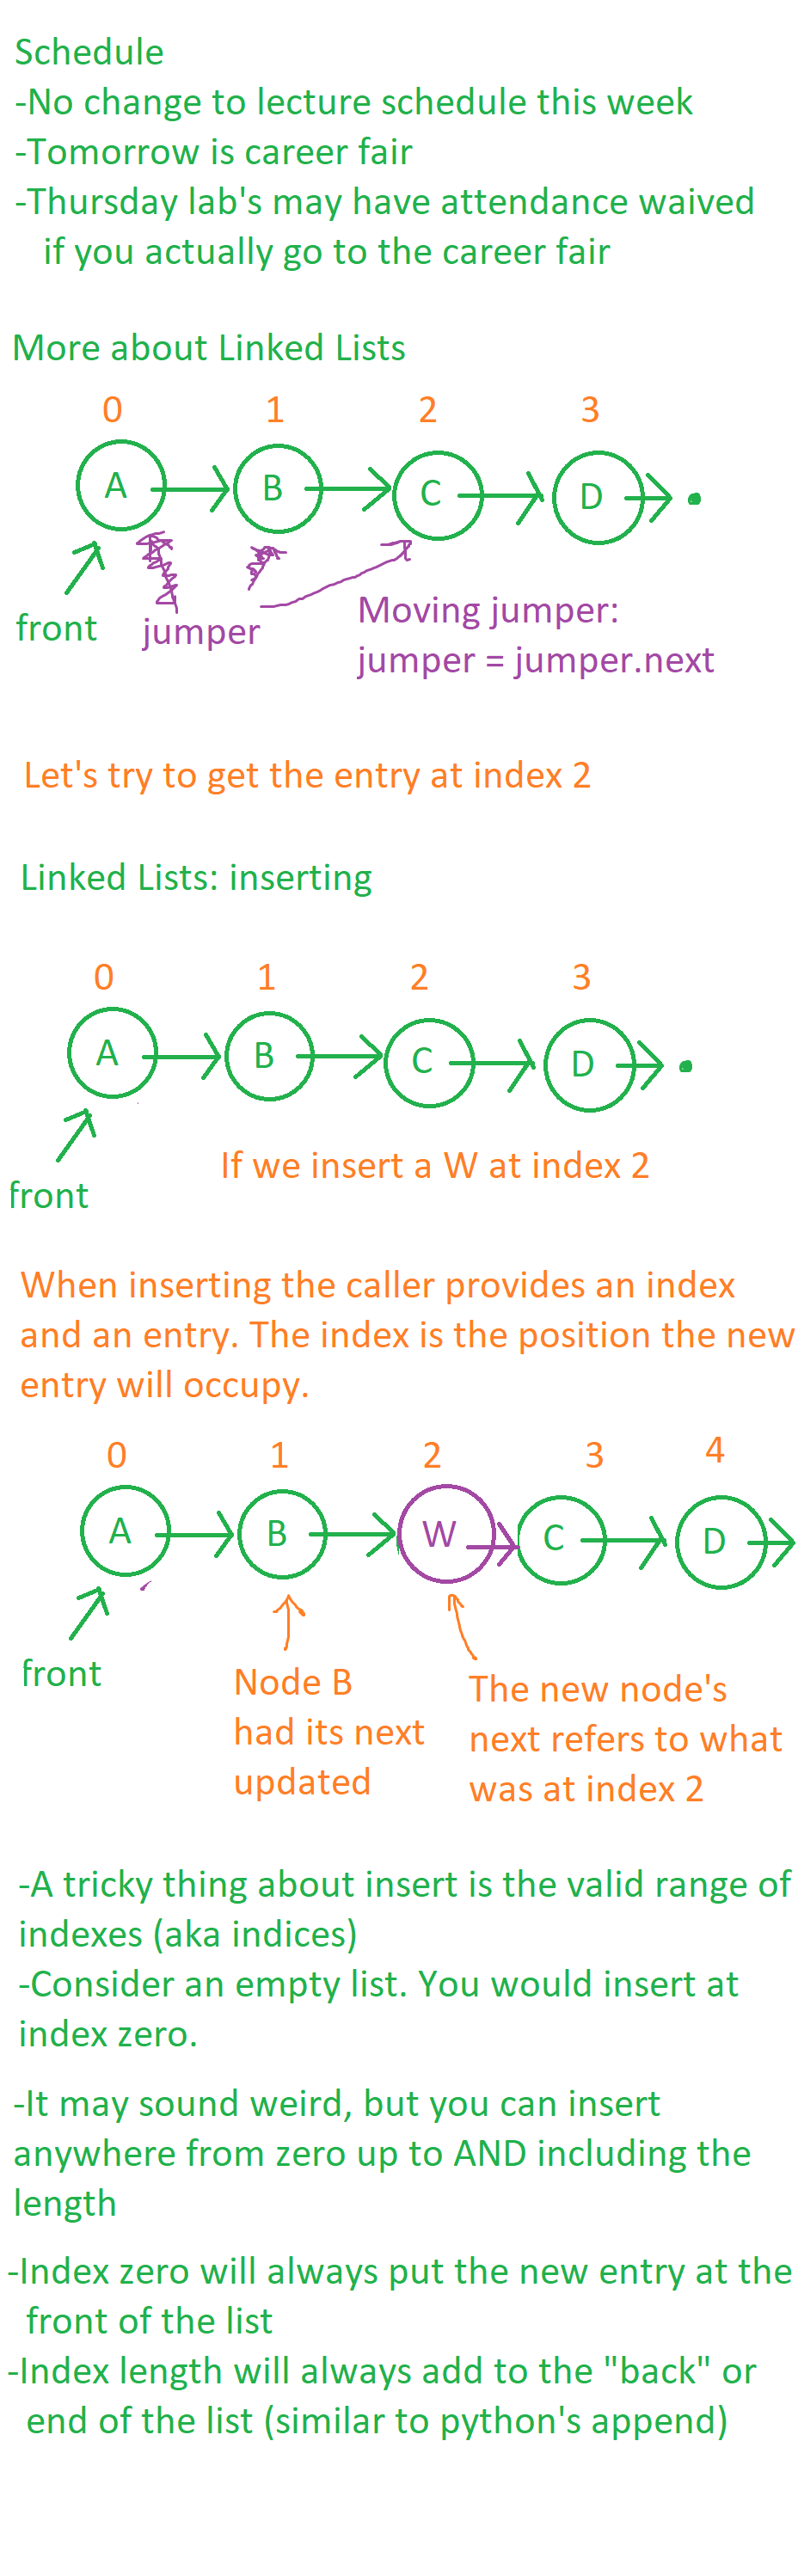 Schedule
-No change to lecture schedule this week
-Tomorrow is career fair
-Thursday lab's may have attendance waived
if you actually go to the career fair
More about Linked Lists
0 1 2 3
A B C D
front jumper
Moving jumper:
jumper = jumper.next
Let's try to get the entry at index 2
Linked Lists: inserting
0 1 2 3
A B C D
front
If we insert a W at index 2
When inserting the caller provides an index
and an entry. The index is the position the new
entry will occupy.
0 1 2 3 4
A B W C D
front
Node B
had its next
updated
The new node's
next refers to what
was at index 2
-A tricky thing about insert is the valid range of
indexes (aka indices)
-Consider an empty list. You would insert at
index zero.
-It may sound weird, but you can insert
anywhere from zero up to AND including the
length
-Index zero will always put the new entry at the
front of the list
-Index length will always add to the "back" or
end of the list (similar to python's append)